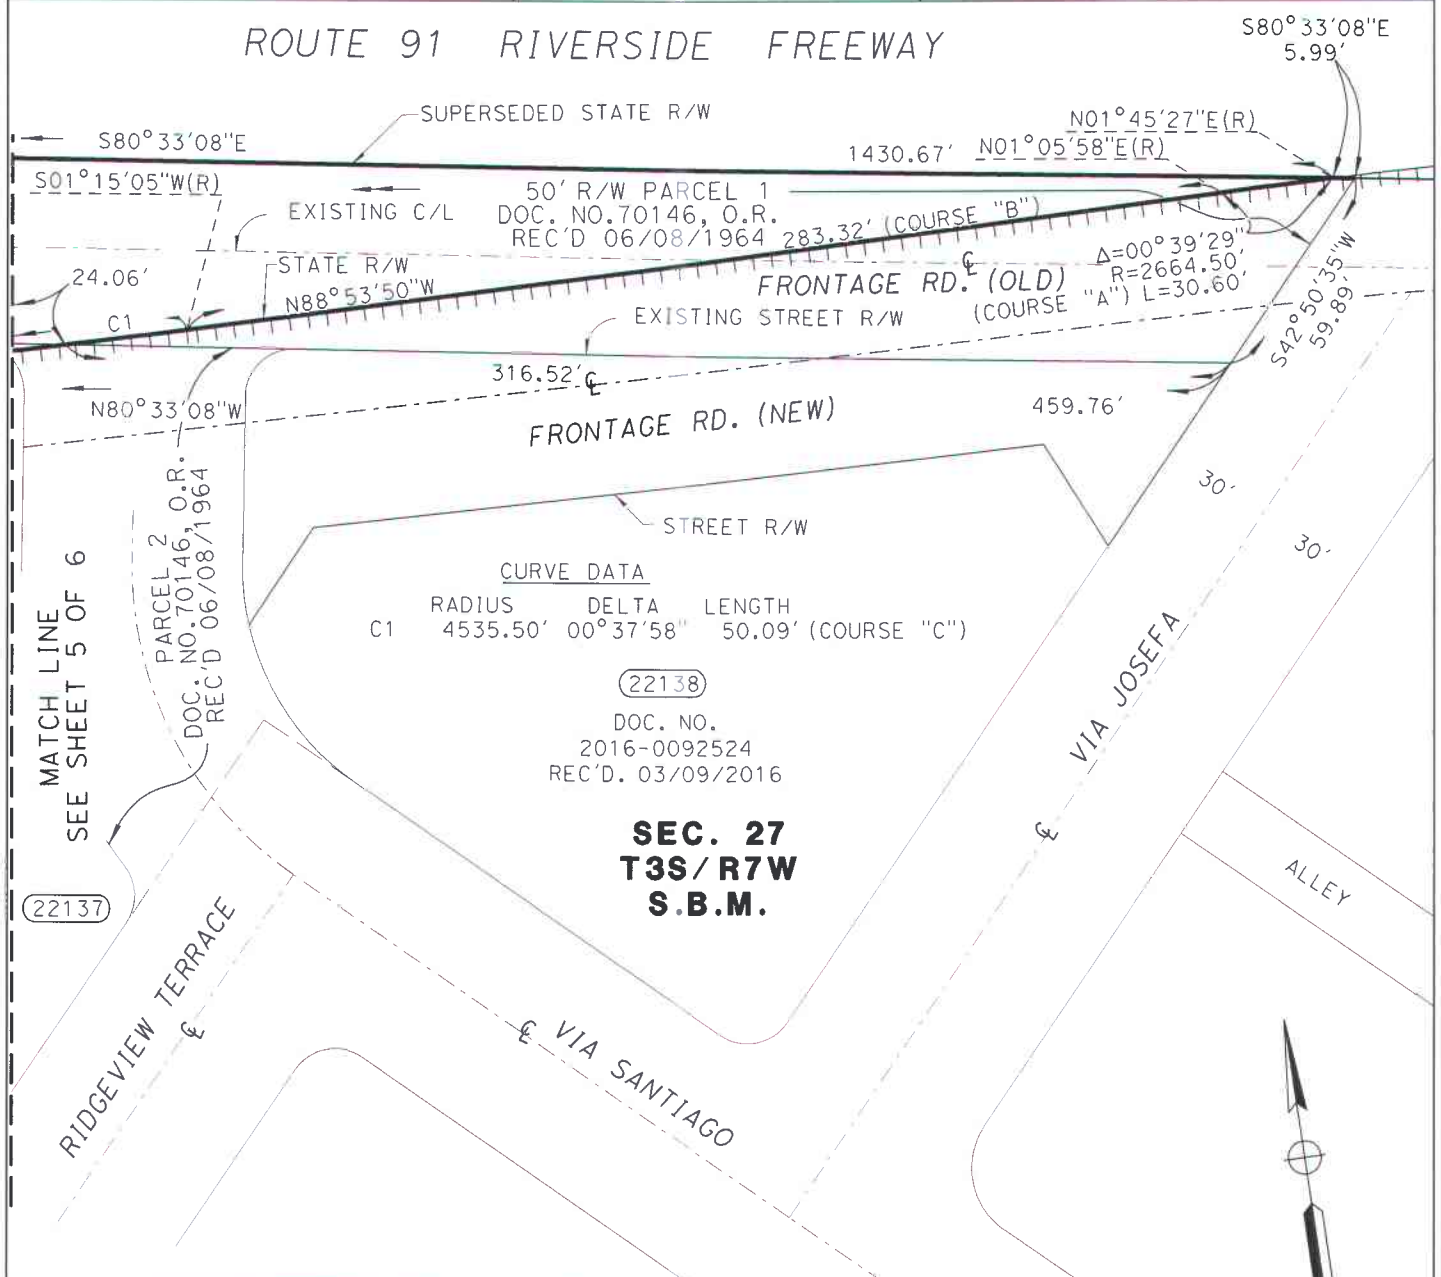 ROUTE 91 RIVERSIDE FREEWAY
S80°33'08"E
5.99'
SUPERSEDED STATE R/W
N01°45'27"E(R)
S80°33'08"E
1430.67'
N01°05'58"E(R)
S01°15'05"W(R)
50' R/W PARCEL 1
EXISTING C/L
DOC. NO.70146, O.R.
REC'D 06/08/1964
283.32' (COURSE "B")
STATE R/W
24.06'
N88°53'50"W
FRONTAGE RD. (OLD)
Δ=00°39'29"
R=2664.50'
(COURSE "A") L=30.60'
S42°50'35"W
59.89'
C1
EXISTING STREET R/W
316.52'
N80°33'08"W
459.76'
FRONTAGE RD. (NEW)
30'
30'
STREET R/W
PARCEL 2
DOC. NO.70146, O.R.
REC'D 06/08/1964
MATCH LINE
SEE SHEET 5 OF 6
CURVE DATA
RADIUS DELTA LENGTH
C1 4535.50' 00°37'58" 50.09' (COURSE "C")
22138
DOC. NO.
2016-0092524
REC'D. 03/09/2016
VIA JOSEFA
SEC. 27
T3S/R7W
S.B.M.
ALLEY
22137
RIDGEVIEW TERRACE
VIA SANTIAGO